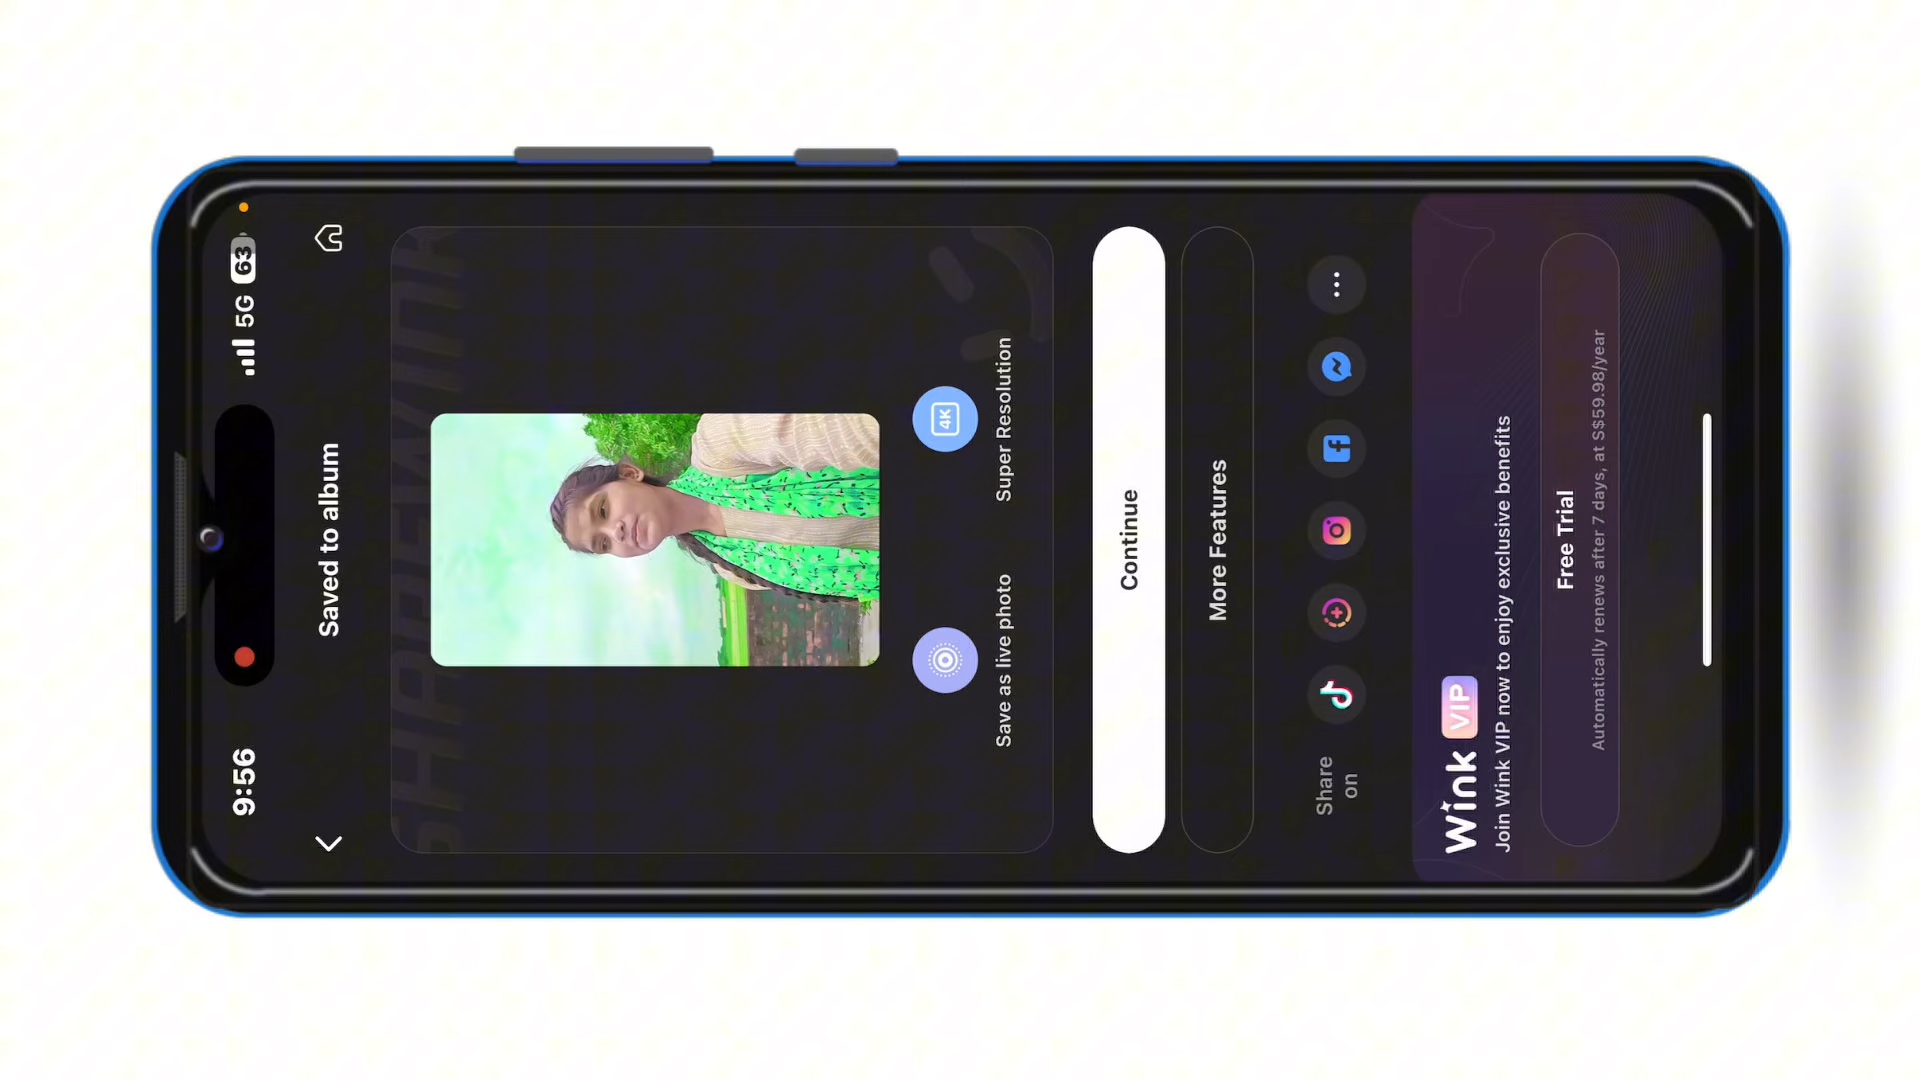 9:56
5G 63
Saved to album
4K
Save as live photo
Super Resolution
Continue
More Features
Share
on
Wink VIP
Join Wink VIP now to enjoy exclusive benefits
Free Trial
Automatically renews after 7 days, at S$59.98/year